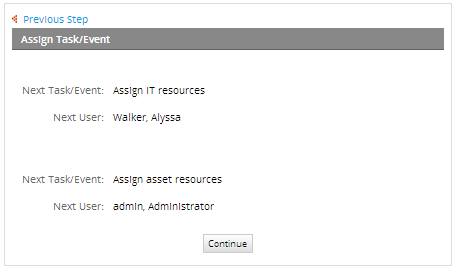 Previous Step
Assign Task/Event
Next Task/Event: Assign IT resources
Next User: Walker, Alyssa
Next Task/Event: Assign asset resources
Next User: admin, Administrator
Continue